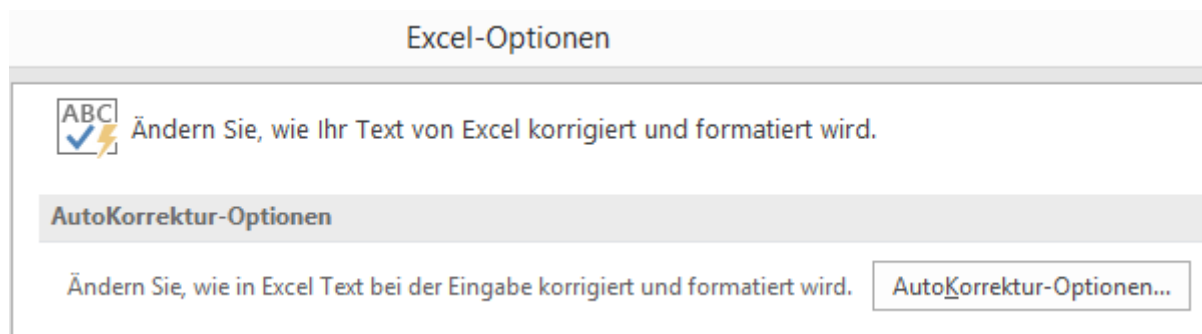 Excel-Optionen
ABC
Ändern Sie, wie Ihr Text von Excel korrigiert und formatiert wird.
AutoKorrektur-Optionen
Ändern Sie, wie in Excel Text bei der Eingabe korrigiert und formatiert wird. AutoKorrektur-Optionen...